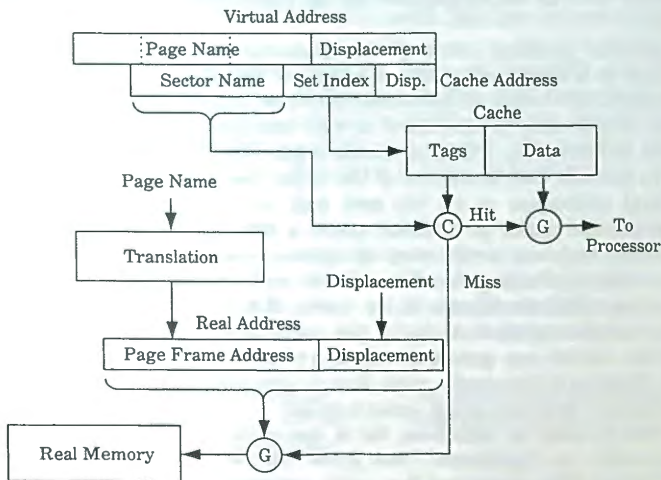 Virtual Address
Page Name Displacement
Sector Name Set Index Disp. Cache Address
Cache
Tags Data
Page Name
C Hit G To Processor
Translation
Displacement Miss
Real Address
Page Frame Address Displacement
Real Memory G